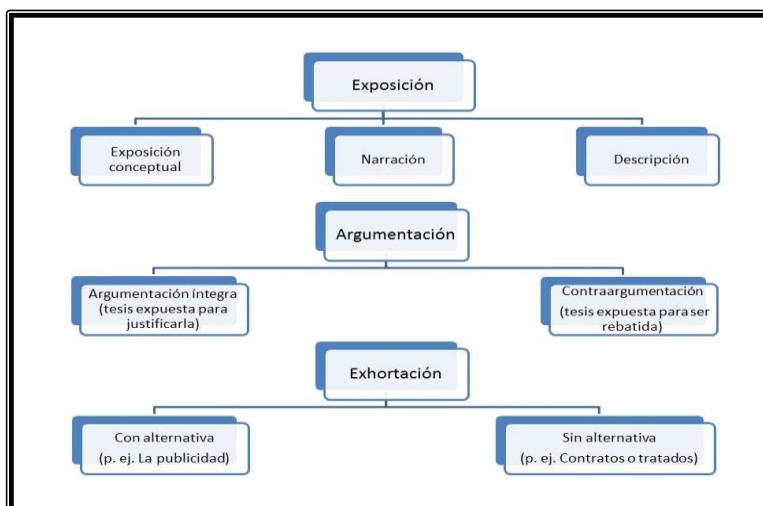 Exposición
Exposición
conceptual
Narración
Descripción
Argumentación
Argumentación íntegra
(tesis expuesta para
justificarla)
Contraargumentación
(tesis expuesta para ser
rebatida)
Exhortación
Con alternativa
(p. ej. La publicidad)
Sin alternativa
(p. ej. Contratos o tratados)